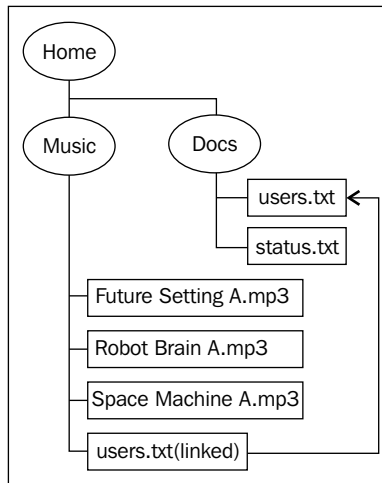 Home
Music
Docs
users.txt
status.txt
Future Setting A.mp3
Robot Brain A.mp3
Space Machine A.mp3
users.txt(linked)